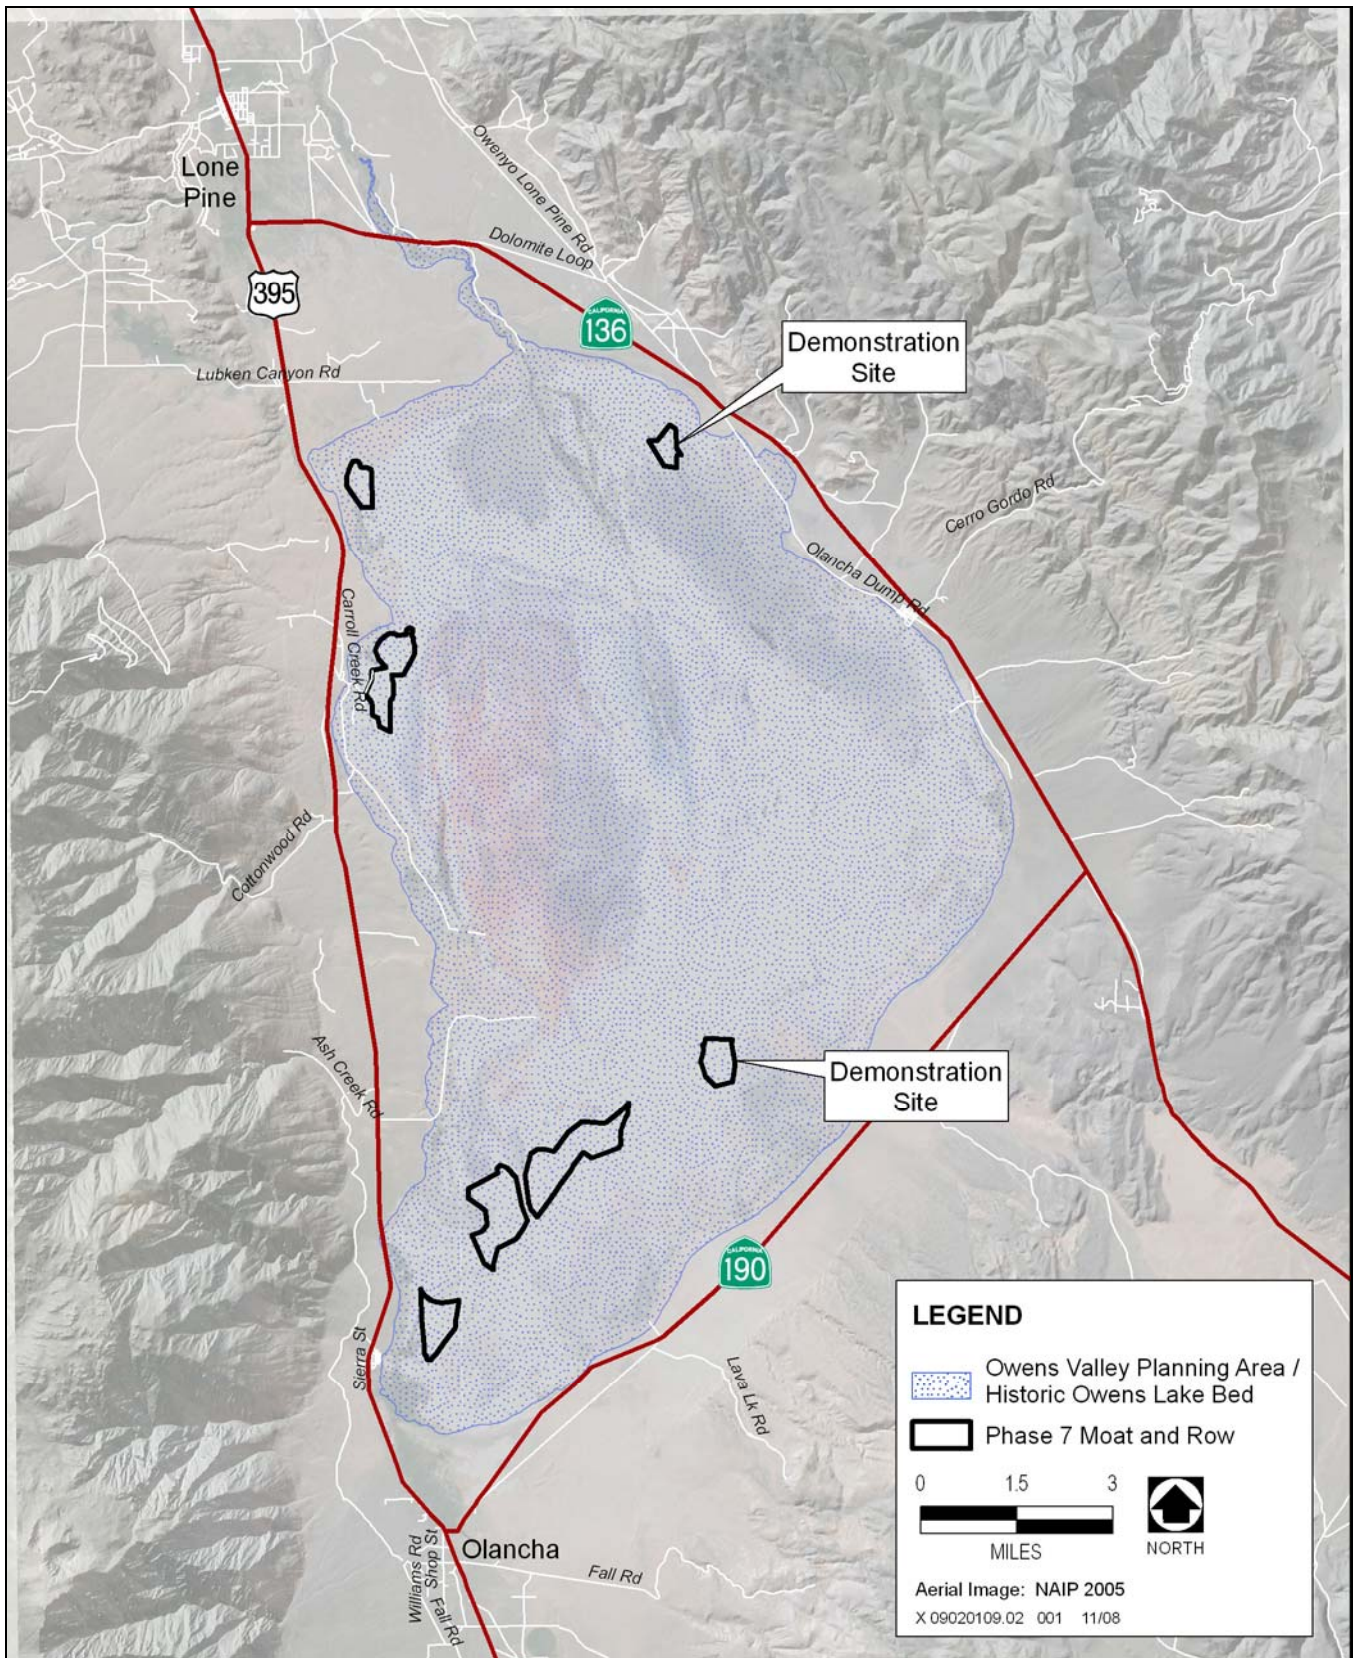 Owenyo Lone Pine Rd
Lone
Pine
Dolomite Loop
395
CALIFORNIA
136
Demonstration
Site
Lubken Canyon Rd
Cerro Gordo Rd
Olancha Dump Rd
Carroll Creek Rd
Cottonwood Rd
Ash Creek Rd
Demonstration
Site
CALIFORNIA
190
Sierra St
Lava Lk Rd
LEGEND
Owens Valley Planning Area /
Historic Owens Lake Bed
Phase 7 Moat and Row
0 1.5 3
MILES
NORTH
Aerial Image: NAIP 2005
X 09020109.02 001 11/08
Olancha
Williams Rd
Shop St
Fall Rd
Fall Rd